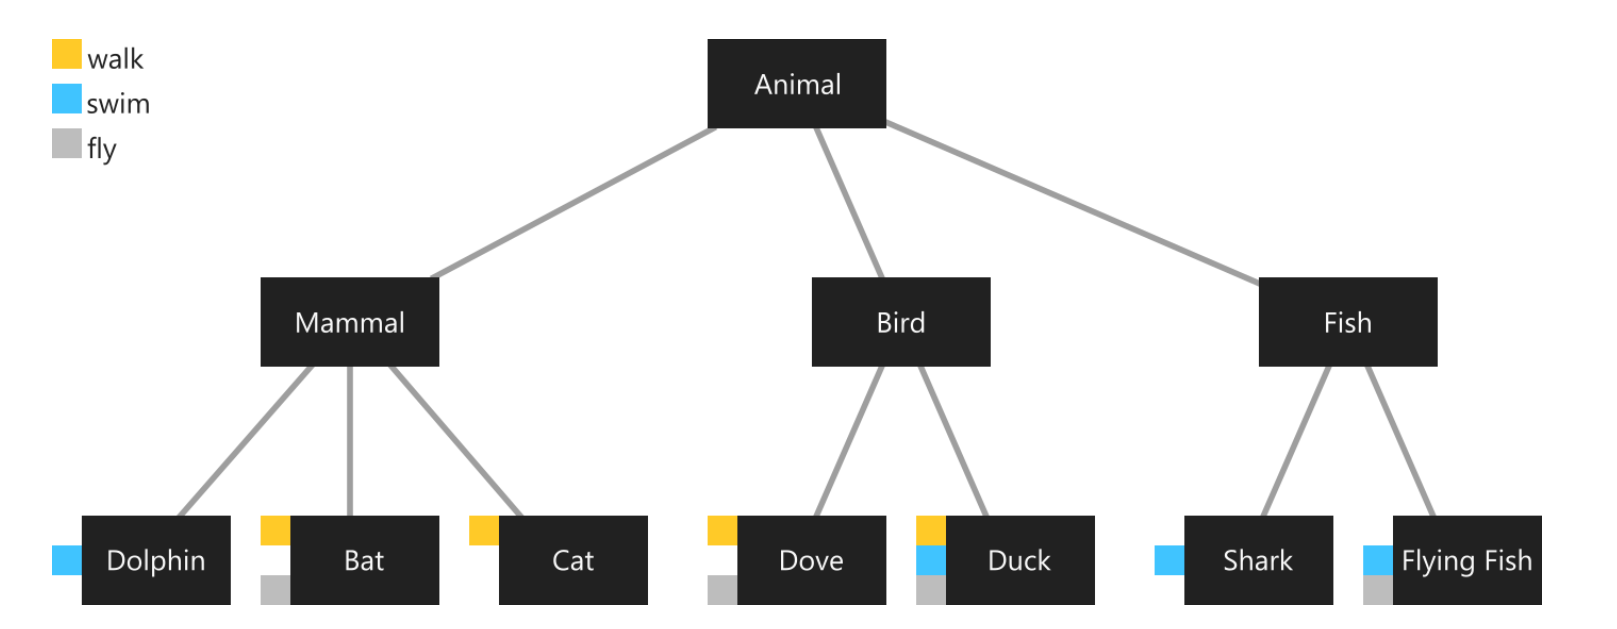 walk
swim
fly
Animal
Mammal
Bird
Fish
Dolphin
Bat
Cat
Dove
Duck
Shark
Flying Fish